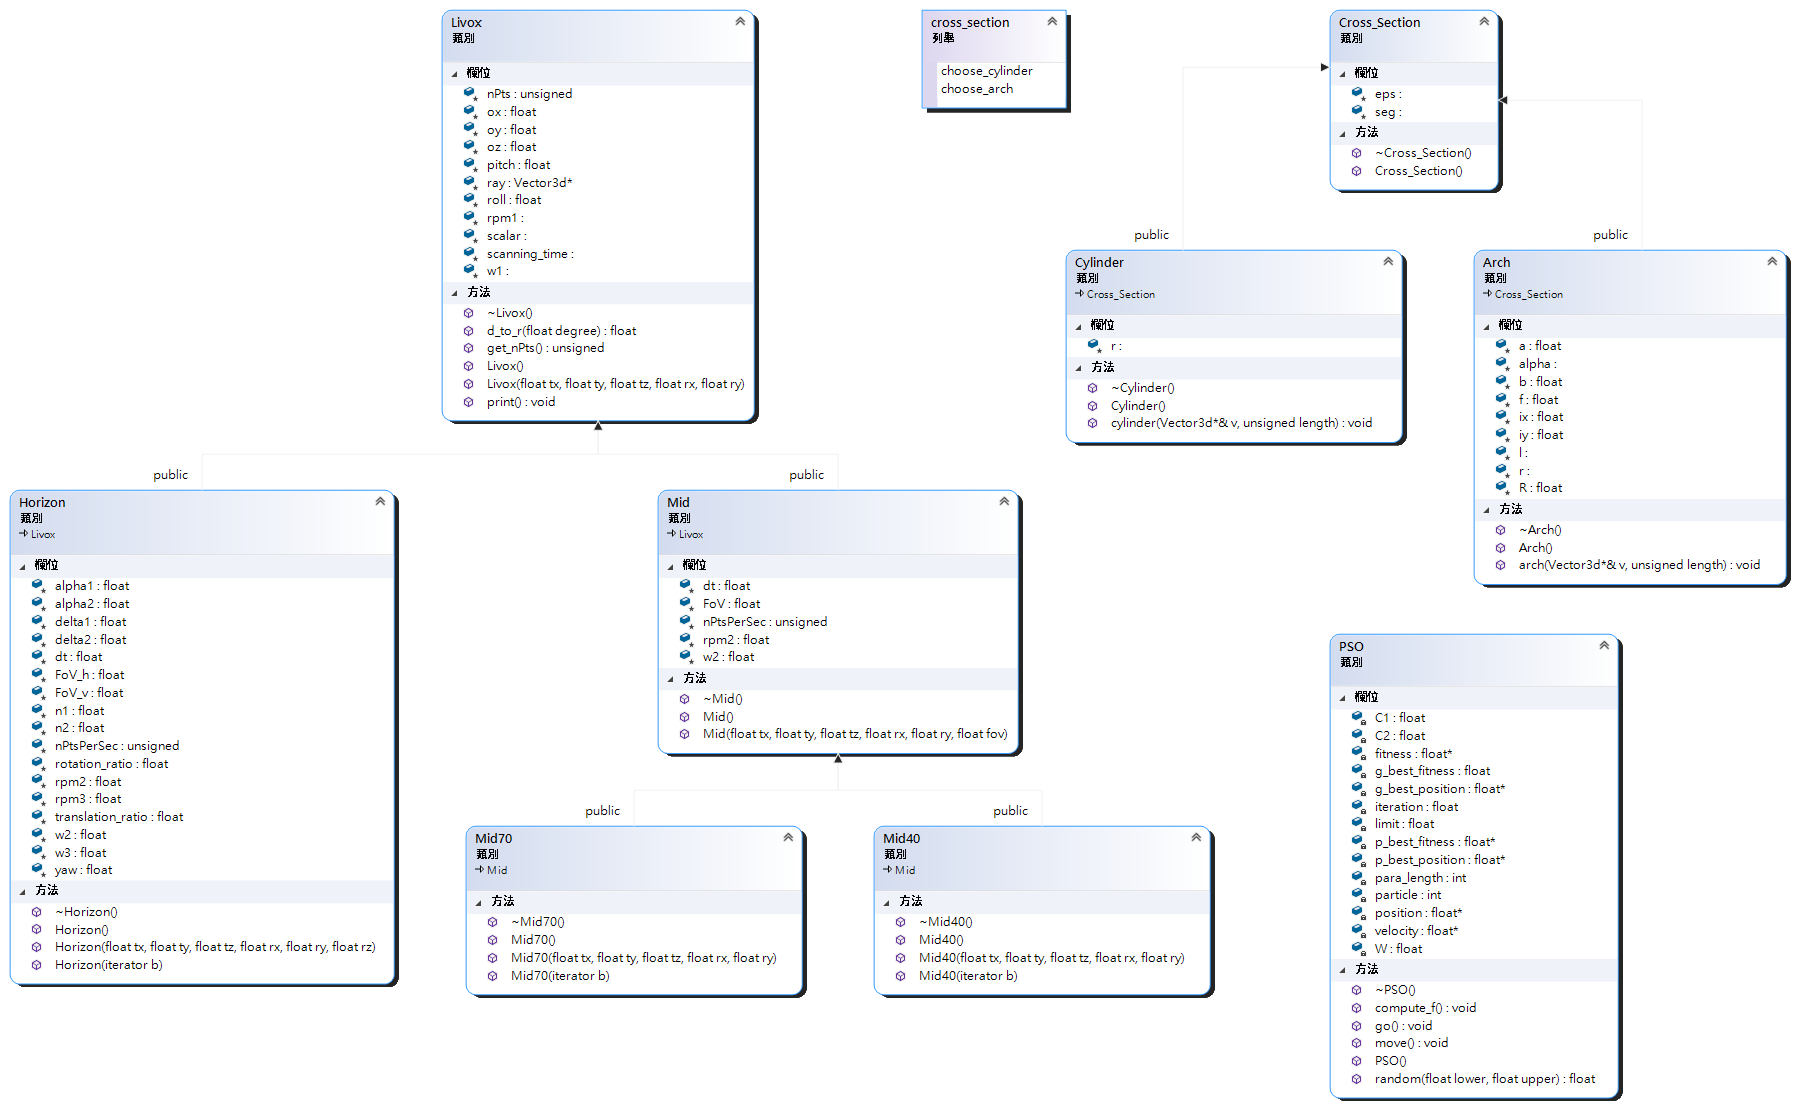 Livox
類別
欄位
nPts : unsigned
ox : float
oy : float
oz : float
pitch : float
ray : Vector3d*
roll : float
rpm1 :
scalar :
scanning_time :
w1 :
方法
~Livox()
d_to_r(float degree) : float
get_nPts() : unsigned
Livox()
Livox(float tx, float ty, float tz, float rx, float ry)
print() : void
cross_section
列舉
choose_cylinder
choose_arch
Cross_Section
類別
欄位
eps :
seg :
方法
~Cross_Section()
Cross_Section()
public
Cylinder
類別
Cross_Section
欄位
r :
方法
~Cylinder()
Cylinder()
cylinder(Vector3d*& v, unsigned length) : void
public
Arch
類別
Cross_Section
欄位
a : float
alpha :
b : float
f : float
ix : float
iy : float
l :
r :
R : float
方法
~Arch()
Arch()
arch(Vector3d*& v, unsigned length) : void
public
Horizon
類別
Livox
欄位
alpha1 : float
alpha2 : float
delta1 : float
delta2 : float
dt : float
FoV_h : float
FoV_v : float
n1 : float
n2 : float
nPtsPerSec : unsigned
rotation_ratio : float
rpm2 : float
rpm3 : float
translation_ratio : float
w2 : float
w3 : float
yaw : float
方法
~Horizon()
Horizon()
Horizon(float tx, float ty, float tz, float rx, float ry, float rz)
Horizon(iterator b)
public
Mid
類別
Livox
欄位
dt : float
FoV : float
nPtsPerSec : unsigned
rpm2 : float
w2 : float
方法
~Mid()
Mid()
Mid(float tx, float ty, float tz, float rx, float ry, float fov)
public
Mid70
類別
Mid
方法
~Mid70()
Mid70()
Mid70(float tx, float ty, float tz, float rx, float ry)
Mid70(iterator b)
public
Mid40
類別
Mid
方法
~Mid40()
Mid40()
Mid40(float tx, float ty, float tz, float rx, float ry)
Mid40(iterator b)
PSO
類別
欄位
C1 : float
C2 : float
fitness : float*
g_best_fitness : float
g_best_position : float*
iteration : float
limit : float
p_best_fitness : float*
p_best_position : float*
para_length : int
particle : int
position : float*
velocity : float*
W : float
方法
~PSO()
compute_f() : void
go() : void
move() : void
PSO()
random(float lower, float upper) : float